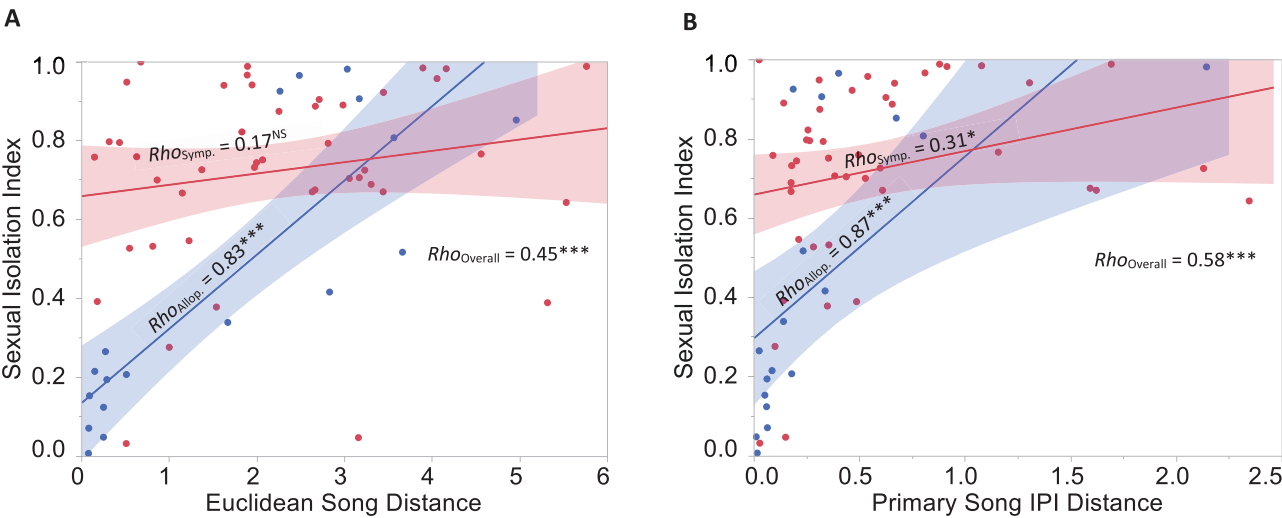 A
Sexual Isolation Index
1.0
0.8
0.6
0.4
0.2
0.0
RhoSymp. = 0.17NS
RhoAllop. = 0.83***
RhoOverall = 0.45***
0 1 2 3 4 5 6
Euclidean Song Distance
B
Sexual Isolation Index
1.0
0.8
0.6
0.4
0.2
0.0
RhoSymp. = 0.31*
RhoAllop. = 0.87***
RhoOverall = 0.58***
0.0 0.5 1.0 1.5 2.0 2.5
Primary Song IPI Distance